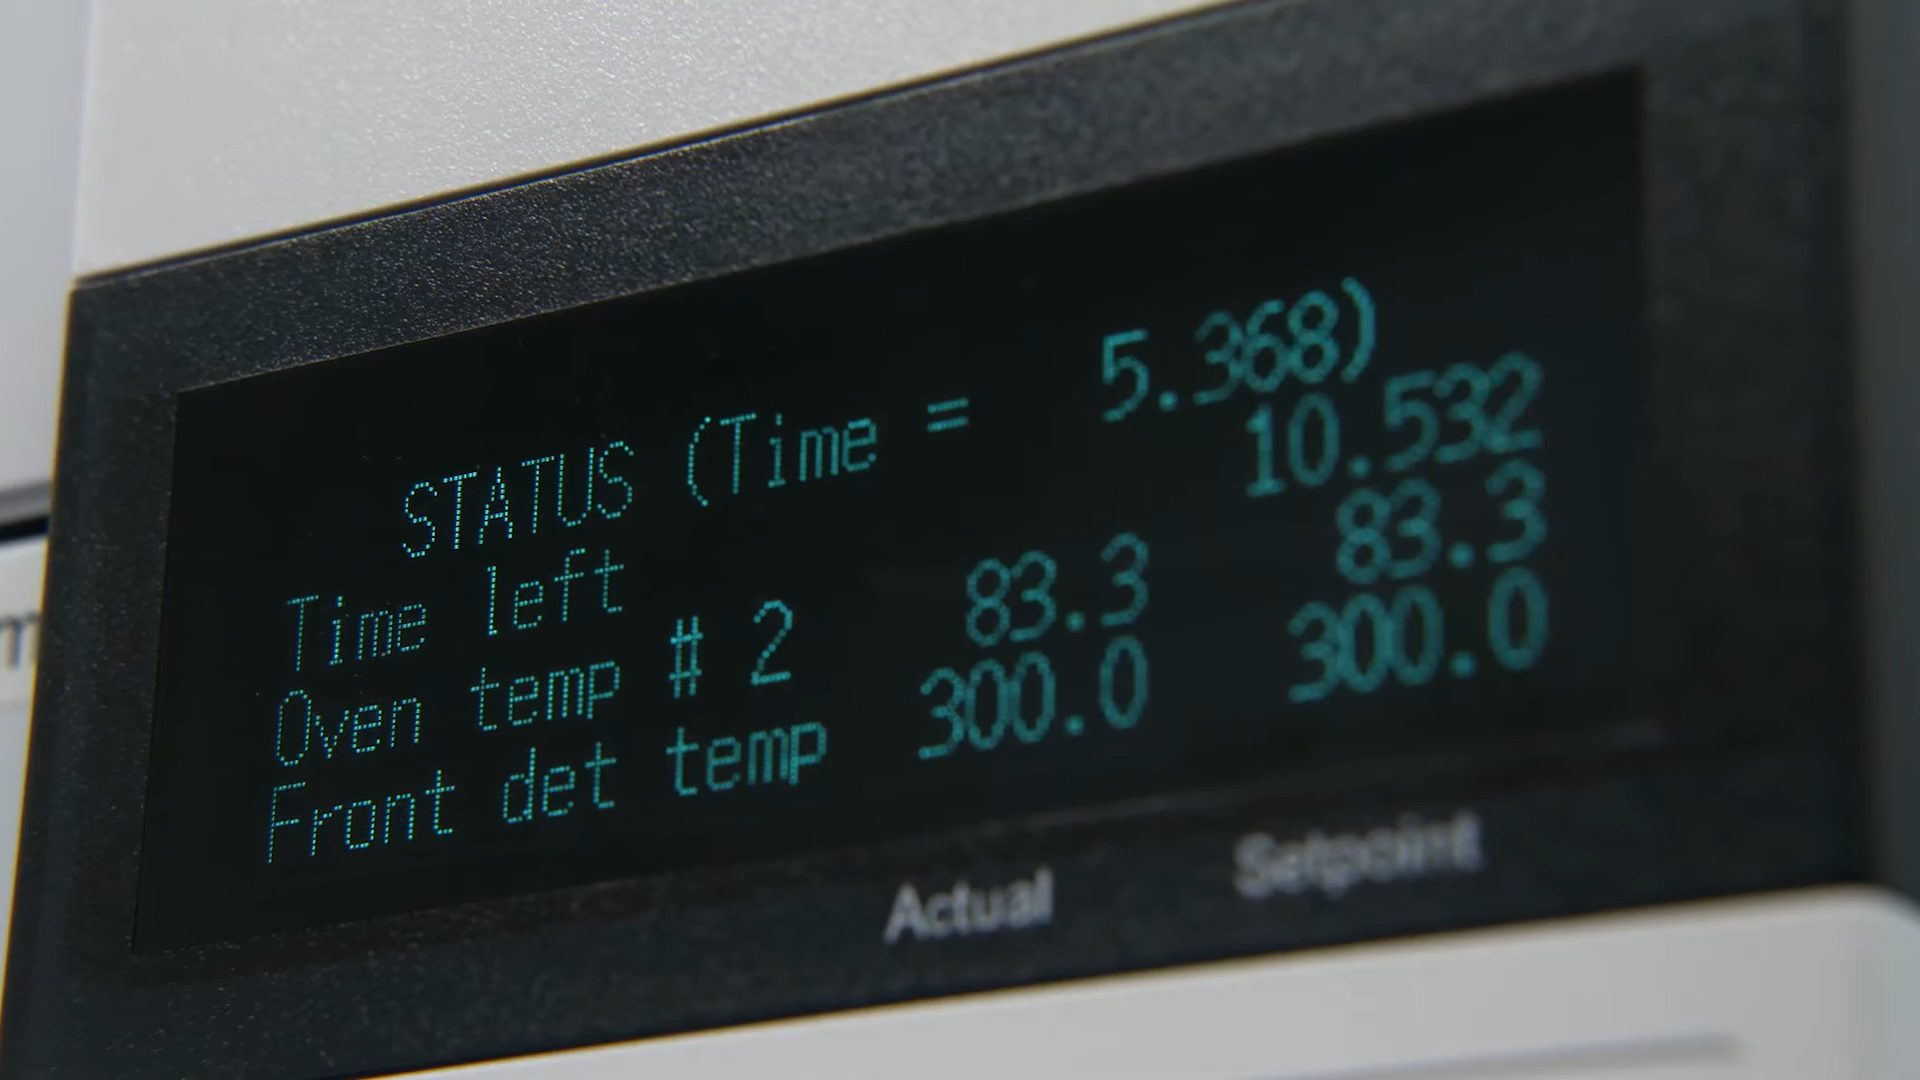 STATUS (Time = 5.368)
Time left 10.532
Oven temp # 2 83.3 83.3
Front det temp 300.0 300.0
Actual Setpoint